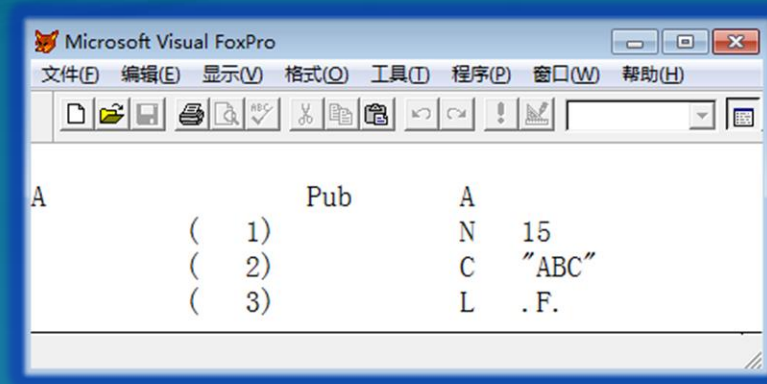 Microsoft Visual FoxPro
文件(F) 编辑(E) 显示(V) 格式(O) 工具(T) 程序(P) 窗口(W) 帮助(H)
A Pub A
( 1) N 15
( 2) C "ABC"
( 3) L .F.